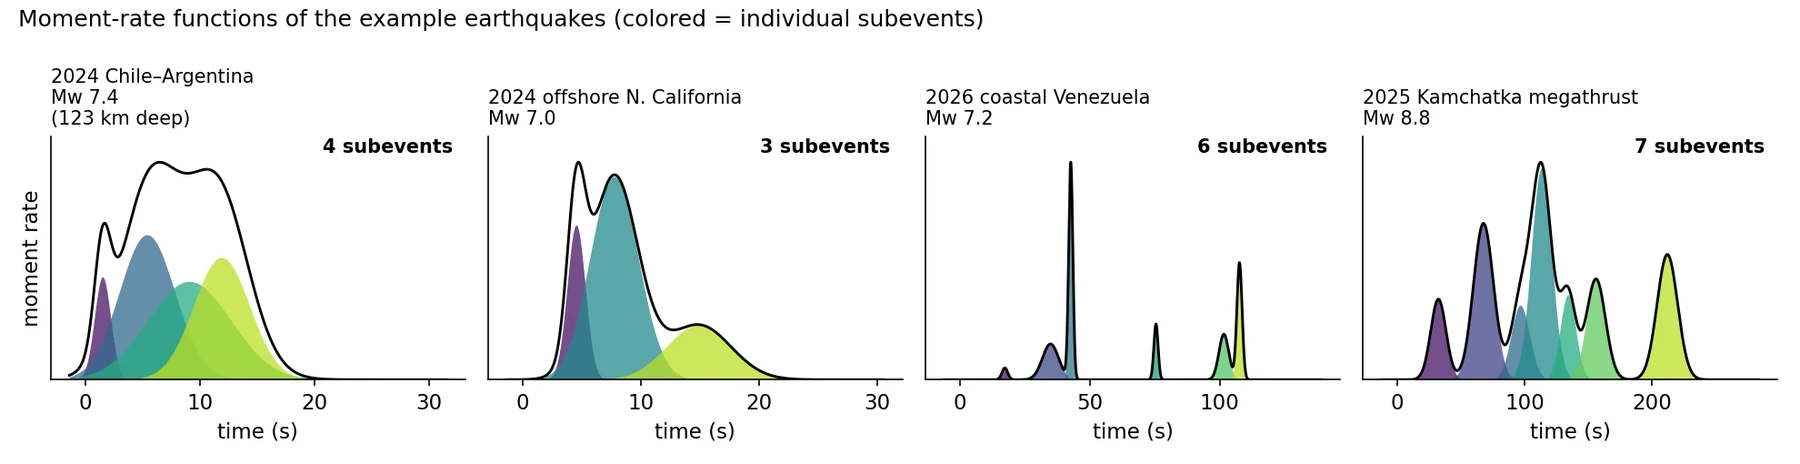 Moment-rate functions of the example earthquakes (colored = individual subevents)
2024 Chile–Argentina
Mw 7.4
(123 km deep)
4 subevents
moment rate
0 10 20 30
time (s)
2024 offshore N. California
Mw 7.0
3 subevents
0 10 20 30
time (s)
2026 coastal Venezuela
Mw 7.2
6 subevents
0 50 100
time (s)
2025 Kamchatka megathrust
Mw 8.8
7 subevents
0 100 200
time (s)